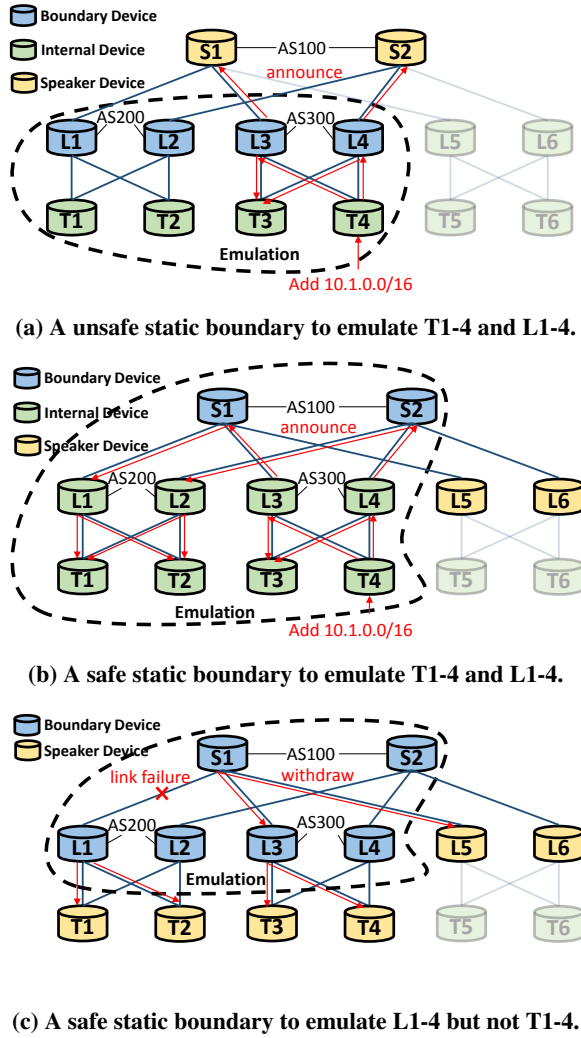 Boundary Device
Internal Device
Speaker Device
S1 AS100 S2
announce
AS200 AS300
L1 L2 L3 L4 L5 L6
T1 T2 T3 T4 T5 T6
Emulation
Add 10.1.0.0/16
(a) A unsafe static boundary to emulate T1-4 and L1-4.
Boundary Device
Internal Device
Speaker Device
S1 AS100 S2
announce
AS200 AS300
L1 L2 L3 L4 L5 L6
T1 T2 T3 T4 T5 T6
Emulation
Add 10.1.0.0/16
(b) A safe static boundary to emulate T1-4 and L1-4.
Boundary Device
Speaker Device
S1 AS100 S2
link failure withdraw
AS200 AS300
L1 L2 L3 L4 L5 L6
Emulation
T1 T2 T3 T4 T5 T6
(c) A safe static boundary to emulate L1-4 but not T1-4.